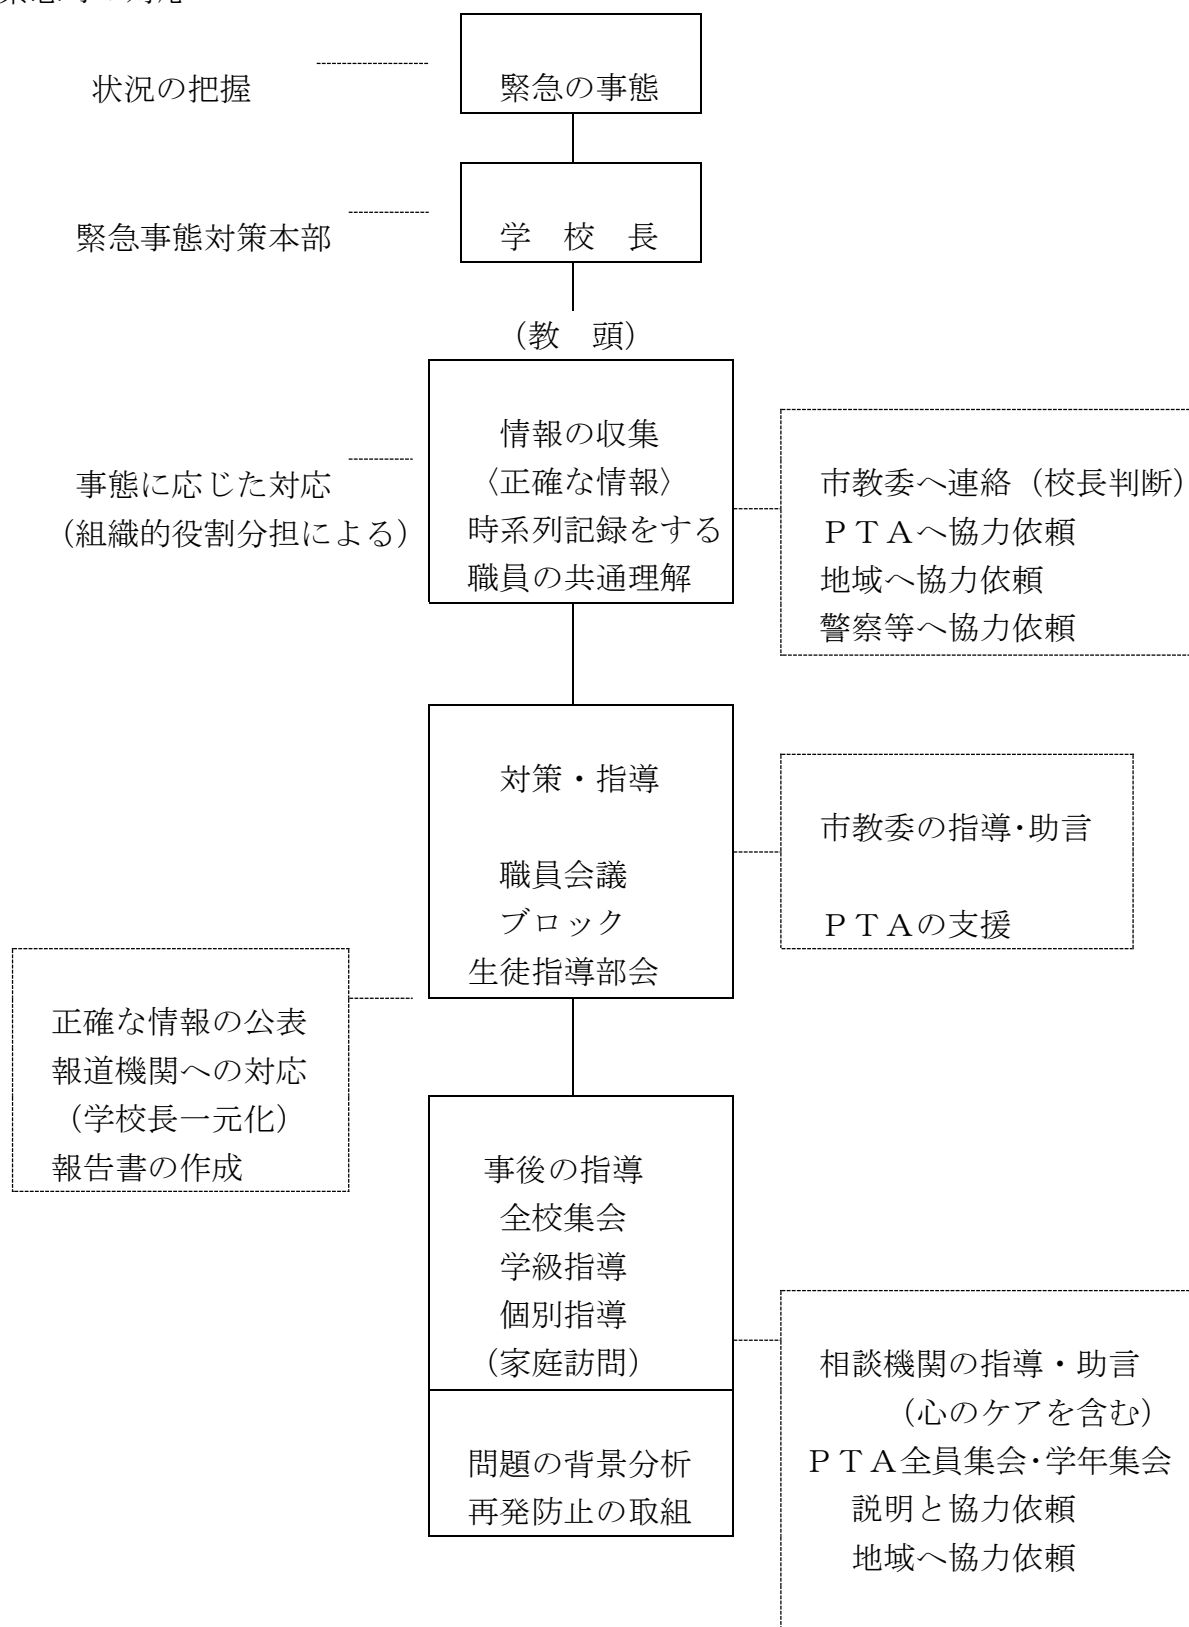 状況の把握
緊急の事態
緊急事態対策本部
学　校　長
（教　頭）
情報の収集
〈正確な情報〉
時系列記録をする
職員の共通理解
事態に応じた対応
（組織的役割分担による）
市教委へ連絡（校長判断）
ＰＴＡへ協力依頼
地域へ協力依頼
警察等へ協力依頼
対策・指導
職員会議
ブロック
生徒指導部会
市教委の指導･助言
ＰＴＡの支援
正確な情報の公表
報道機関への対応
（学校長一元化）
報告書の作成
事後の指導
全校集会
学級指導
個別指導
（家庭訪問）
問題の背景分析
再発防止の取組
相談機関の指導・助言
（心のケアを含む）
ＰＴＡ全員集会･学年集会
説明と協力依頼
地域へ協力依頼